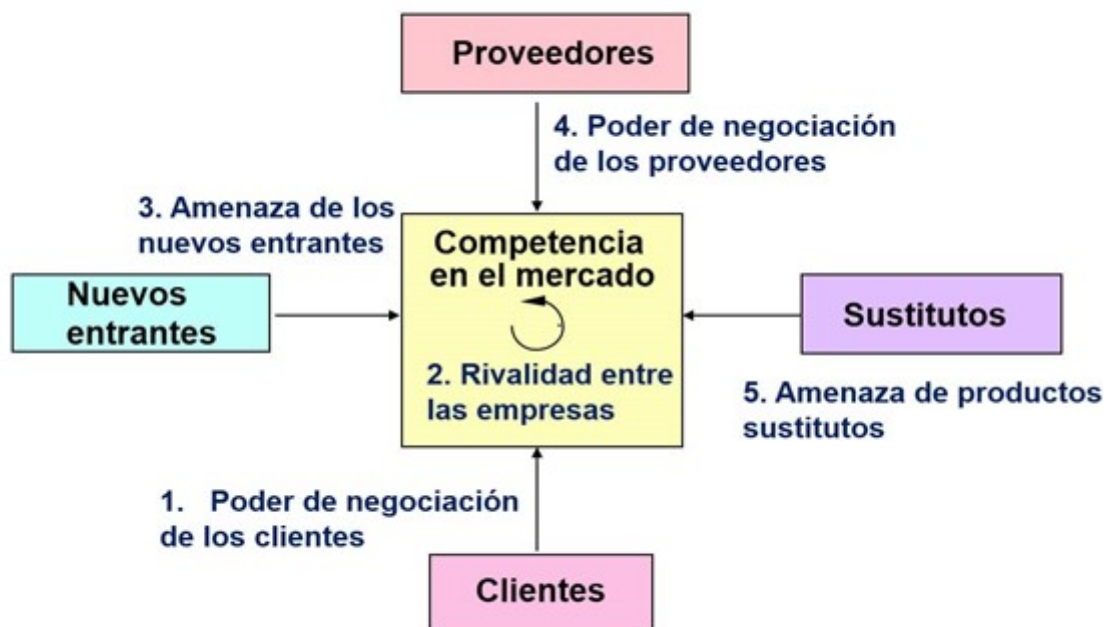 Proveedores
4. Poder de negociación
de los proveedores
3. Amenaza de los
nuevos entrantes
Competencia
en el mercado
Nuevos
entrantes
Sustitutos
2. Rivalidad entre
las empresas
5. Amenaza de productos
sustitutos
1. Poder de negociación
de los clientes
Clientes